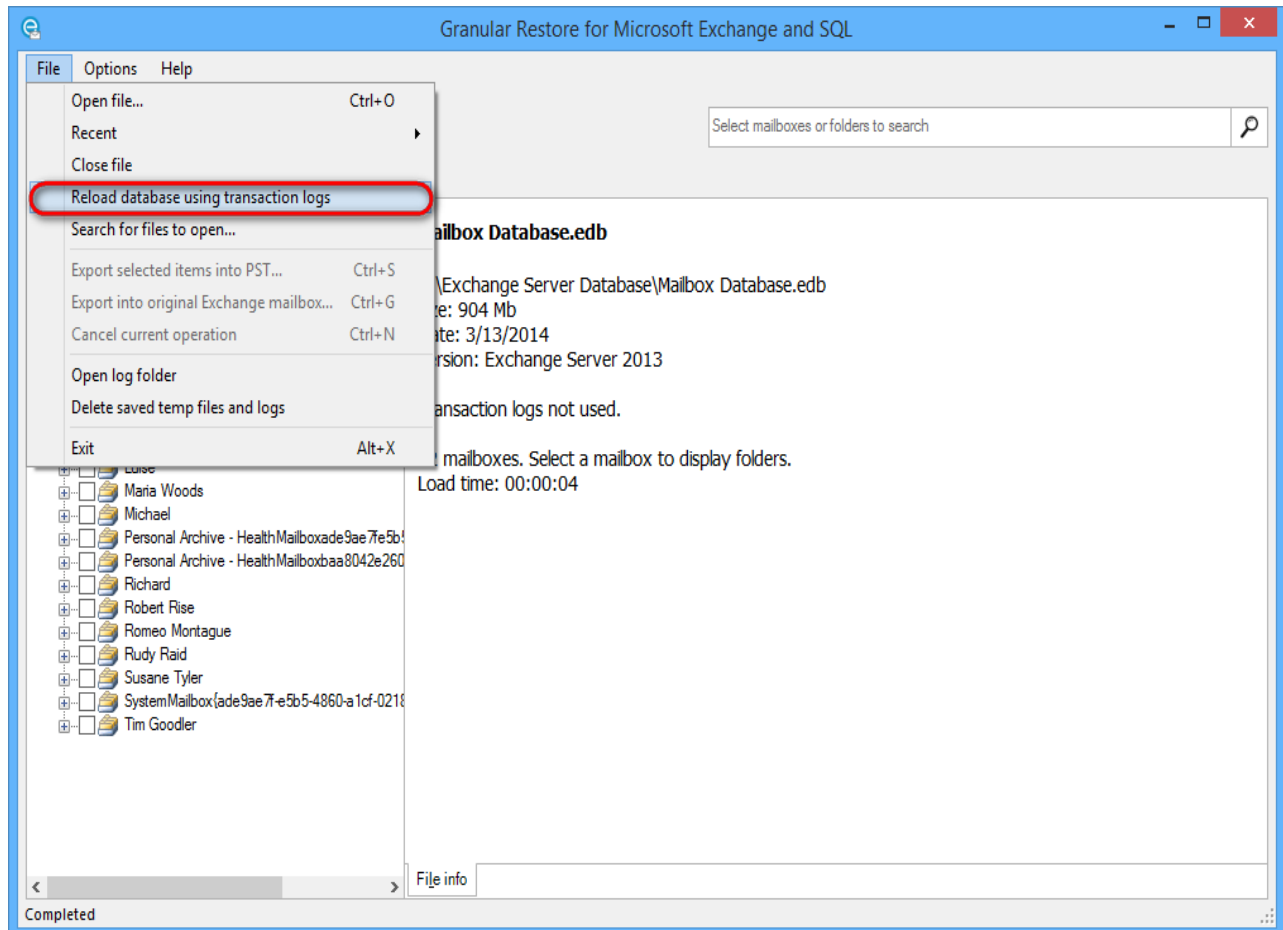 Granular Restore for Microsoft Exchange and SQL
File Options Help
Open file... Ctrl+O
Recent
Close file
Reload database using transaction logs
Search for files to open...
Export selected items into PST... Ctrl+S
Export into original Exchange mailbox... Ctrl+G
Cancel current operation Ctrl+N
Open log folder
Delete saved temp files and logs
Exit Alt+X
Select mailboxes or folders to search
ailbox Database.edb
\Exchange Server Database\Mailbox Database.edb
ze: 904 Mb
ate: 3/13/2014
ersion: Exchange Server 2013
ansaction logs not used.
mailboxes. Select a mailbox to display folders.
Load time: 00:00:04
Luise
Maria Woods
Michael
Personal Archive - HealthMailboxade9ae7fe5b5
Personal Archive - HealthMailboxbaa8042e260
Richard
Robert Rise
Romeo Montague
Rudy Raid
Susane Tyler
SystemMailbox{ade9ae7f-e5b5-4860-a1cf-0218
Tim Goodler
File info
Completed